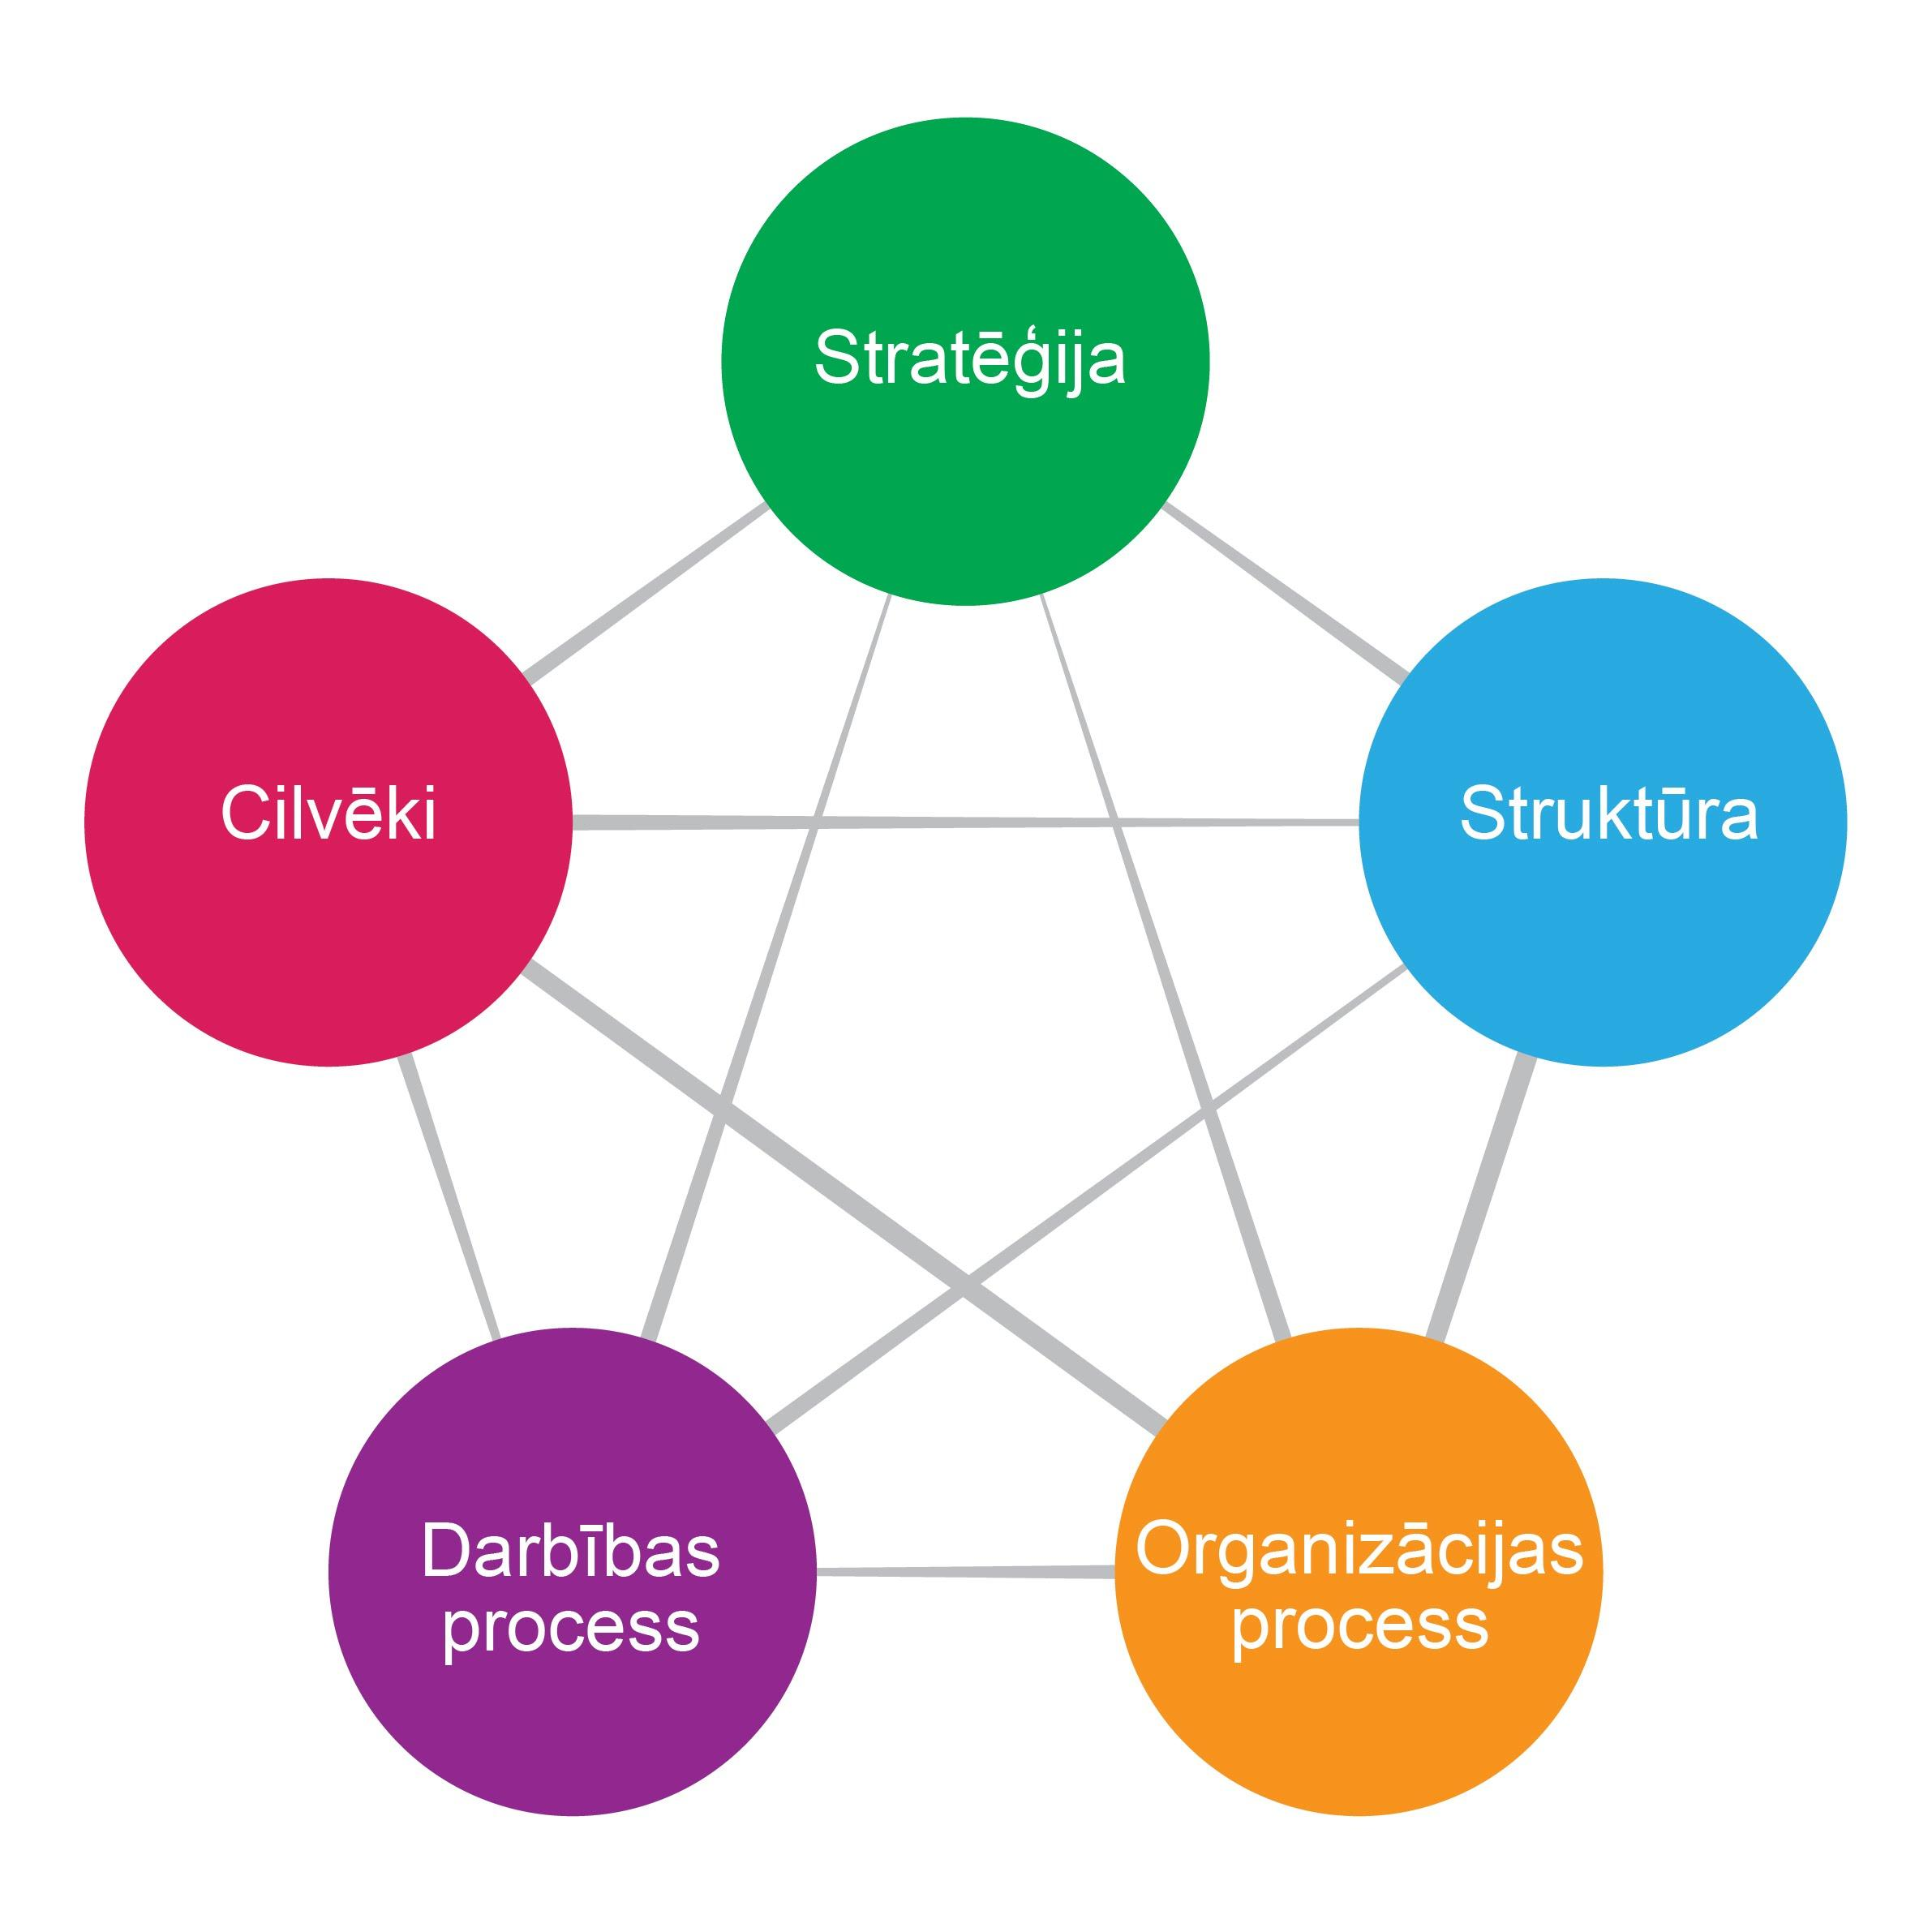 Stratēģija
Cilvēki
Struktūra
Darbības
process
Organizācijas
process